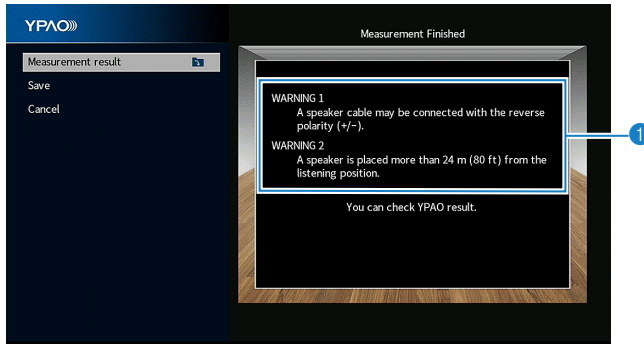 YPAO
Measurement Finished
Measurement result
Save
Cancel
WARNING 1
A speaker cable may be connected with the reverse
polarity (+/-).
WARNING 2
A speaker is placed more than 24 m (80 ft) from the
listening position.
You can check YPAO result.
1